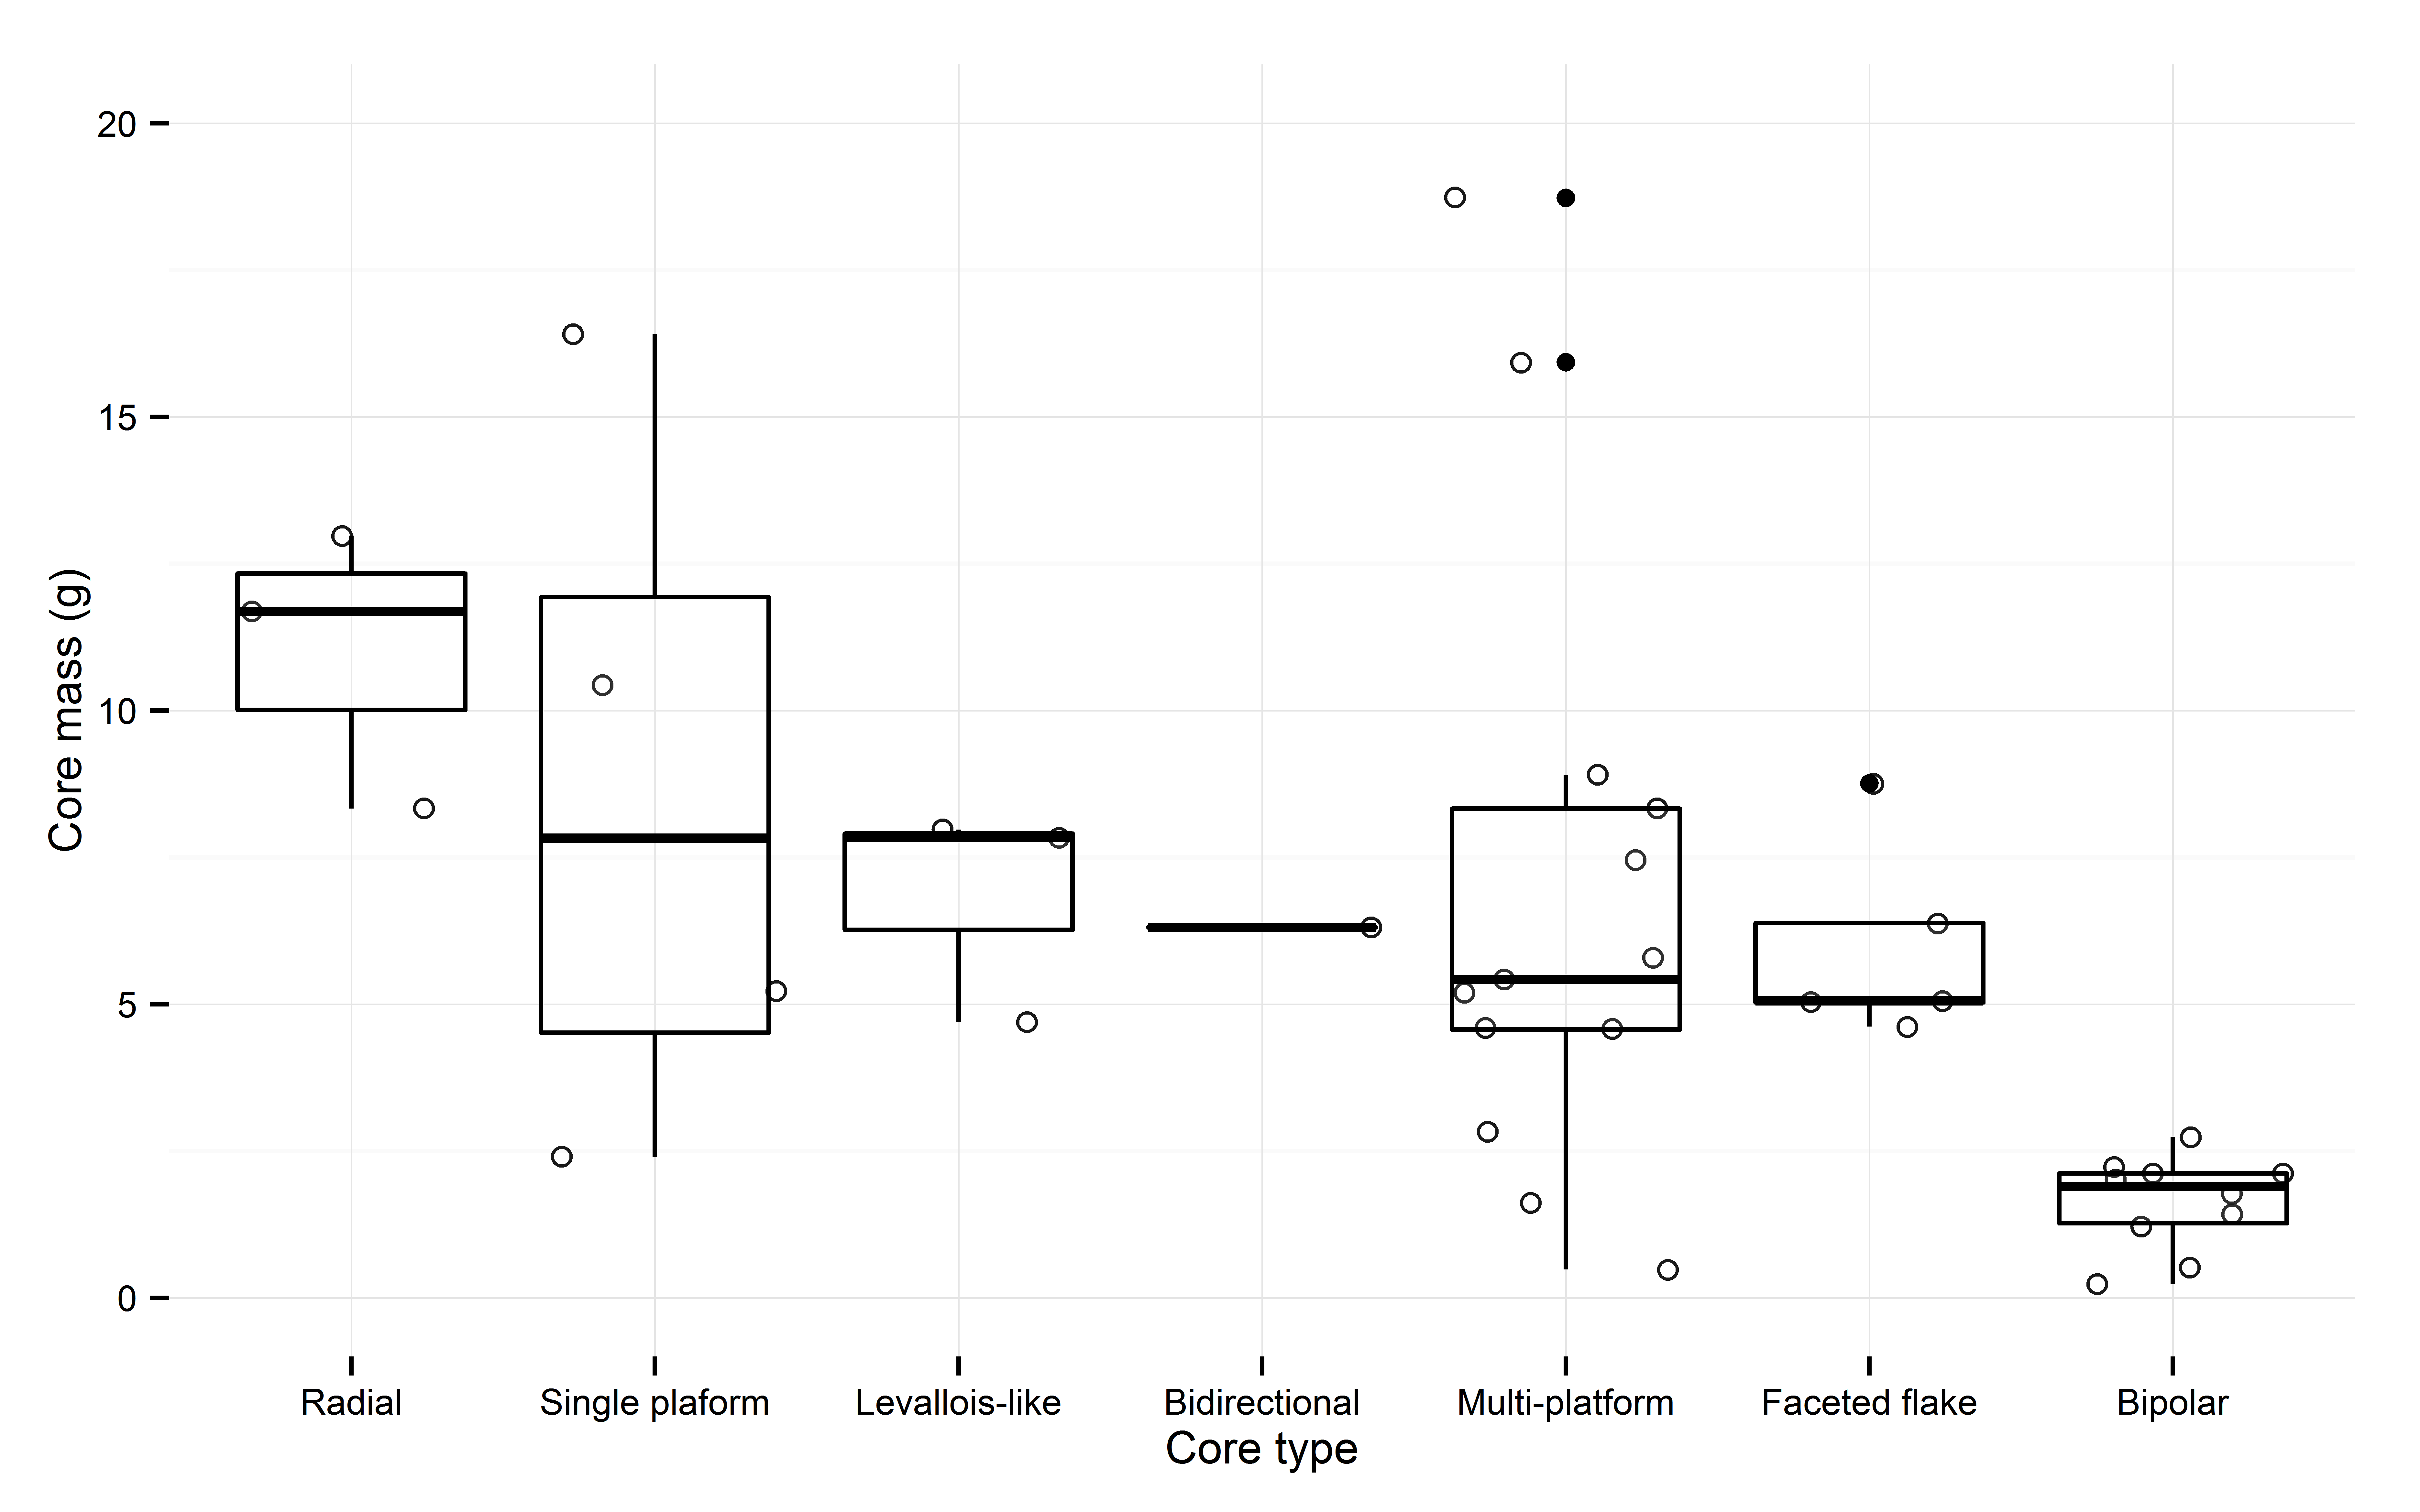 20
15
10
5
0
Core mass (g)
Radial Single plaform Levallois-like Bidirectional Multi-platform Faceted flake Bipolar
Core type